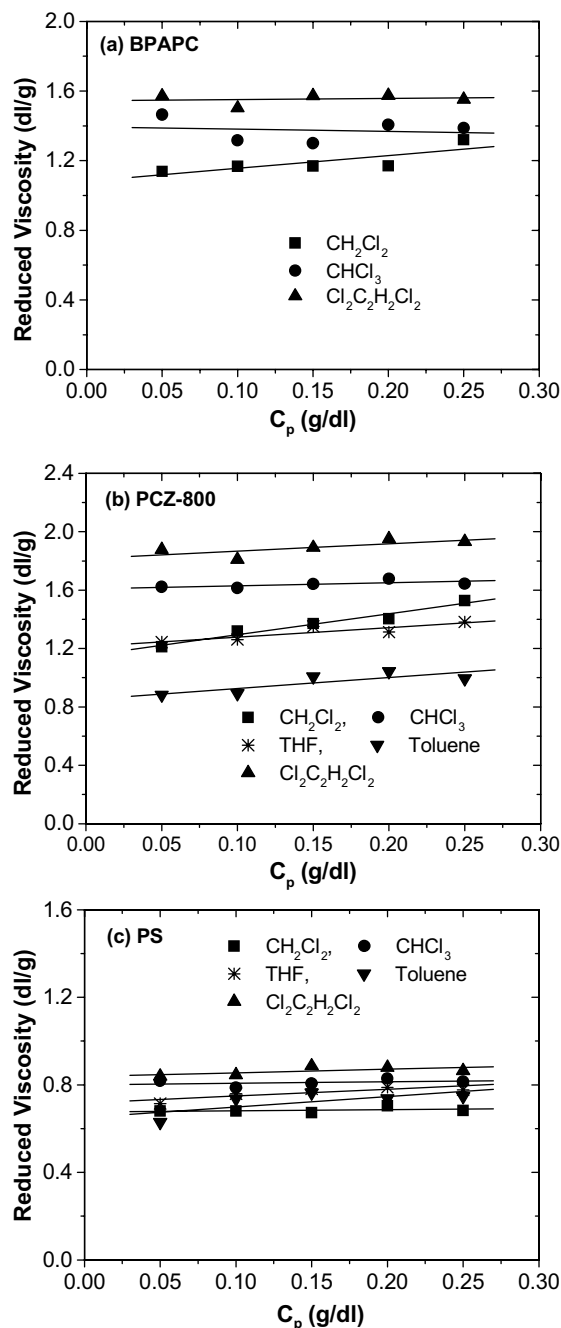 (a) BPAPC
Reduced Viscosity (dl/g)
2.0
1.6
1.2
0.8
0.4
0.0
CH₂Cl₂
CHCl₃
Cl₂C₂H₂Cl₂
0.00 0.05 0.10 0.15 0.20 0.25 0.30
Cₚ (g/dl)
(b) PCZ-800
Reduced Viscosity (dl/g)
2.4
2.0
1.6
1.2
0.8
0.4
0.0
CH₂Cl₂, CHCl₃
THF, Toluene
Cl₂C₂H₂Cl₂
0.00 0.05 0.10 0.15 0.20 0.25 0.30
Cₚ (g/dl)
(c) PS
Reduced Viscosity (dl/g)
1.6
1.2
0.8
0.4
0.0
CH₂Cl₂, CHCl₃
THF, Toluene
Cl₂C₂H₂Cl₂
0.00 0.05 0.10 0.15 0.20 0.25 0.30
Cₚ (g/dl)